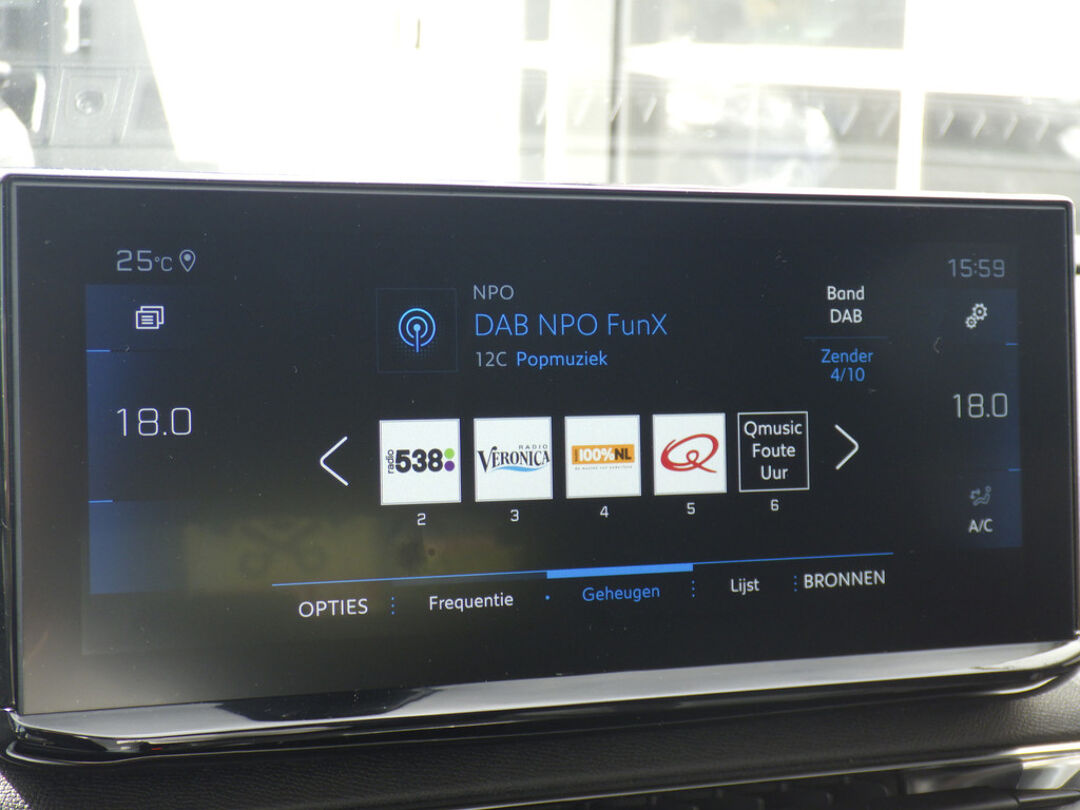 25°C
15:59
NPO
DAB NPO FunX
12C Popmuziek
Band
DAB
Zender
4/10
18.0
18.0
radio 538
RADIO
VERONICA
100%NL
Q
Qmusic
Foute
Uur
2
3
4
5
6
A/C
OPTIES
Frequentie
Geheugen
Lijst
BRONNEN